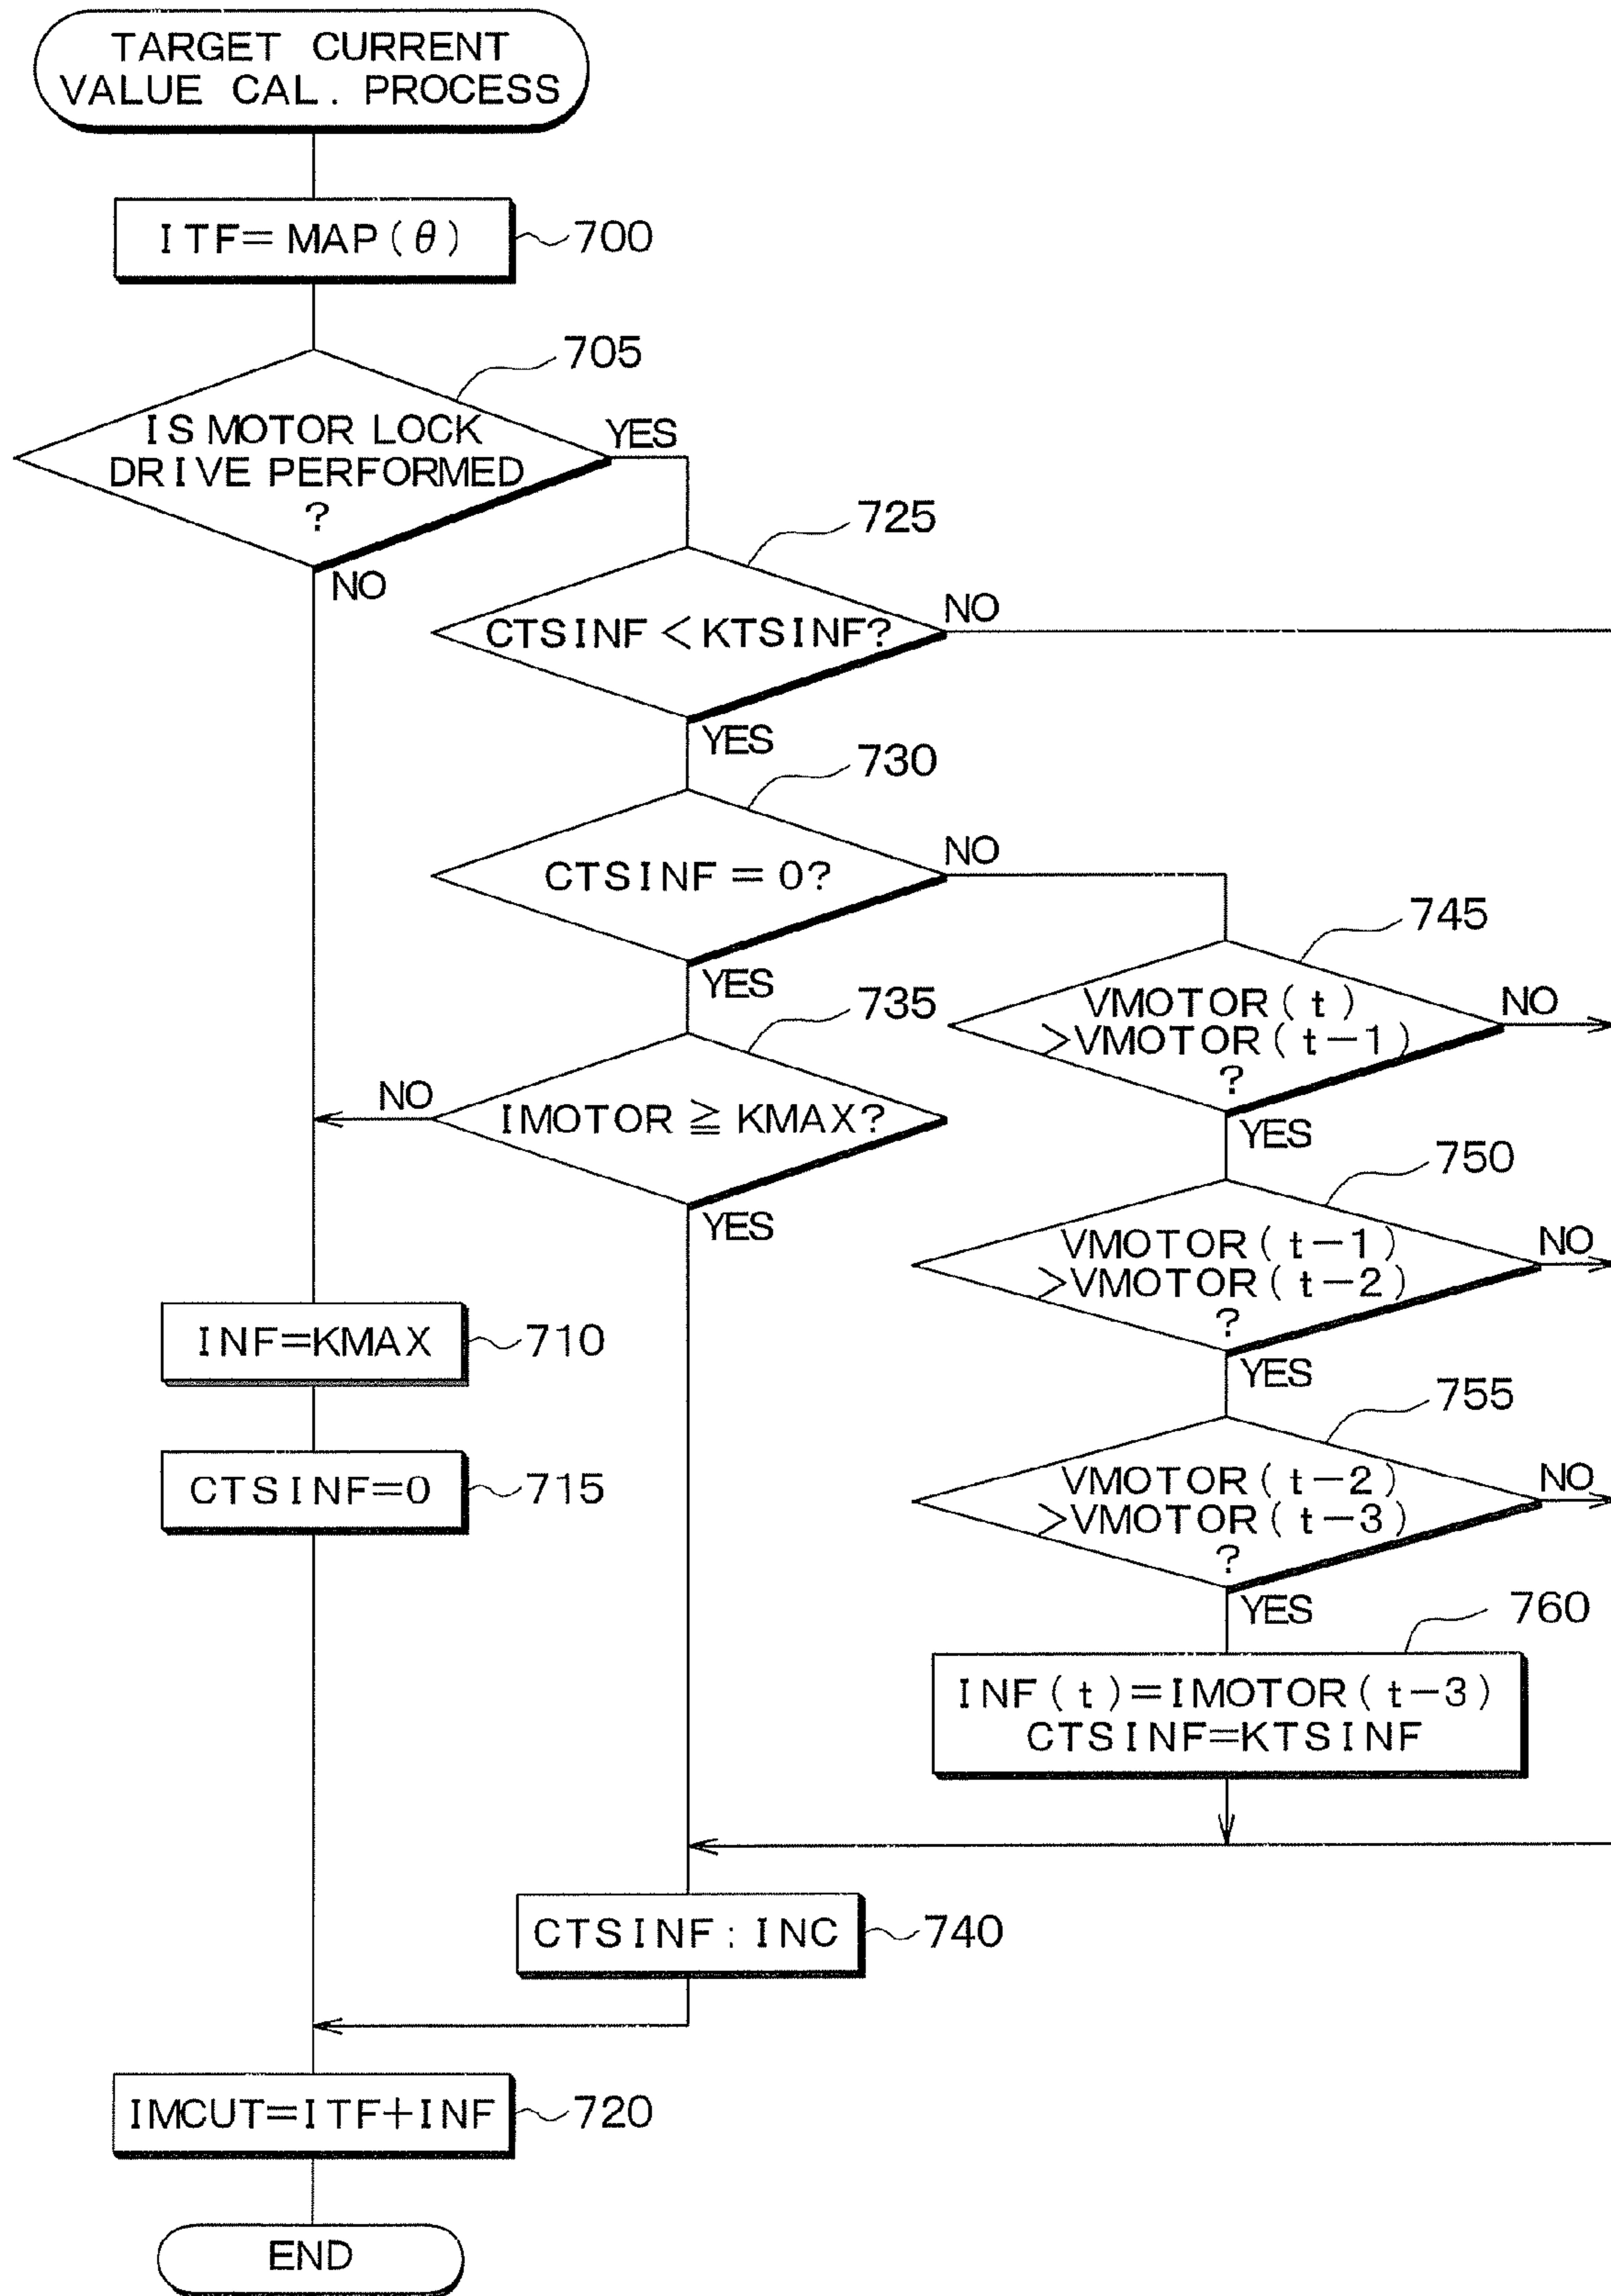 TARGET CURRENT
VALUE CAL. PROCESS
ITF=MAP(θ)
700
705
IS MOTOR LOCK
DRIVE PERFORMED
?
YES
NO
725
CTSINF<KTSINF?
NO
YES
730
CTSINF=0?
NO
YES
745
VMOTOR(t)
>VMOTOR(t-1)
?
NO
YES
735
IMOTOR≧KMAX?
NO
YES
750
VMOTOR(t-1)
>VMOTOR(t-2)
?
NO
YES
INF=KMAX
710
755
VMOTOR(t-2)
>VMOTOR(t-3)
?
NO
YES
CTSINF=0
715
760
INF(t)=IMOTOR(t-3)
CTSINF=KTSINF
CTSINF:INC
740
IMCUT=ITF+INF
720
END